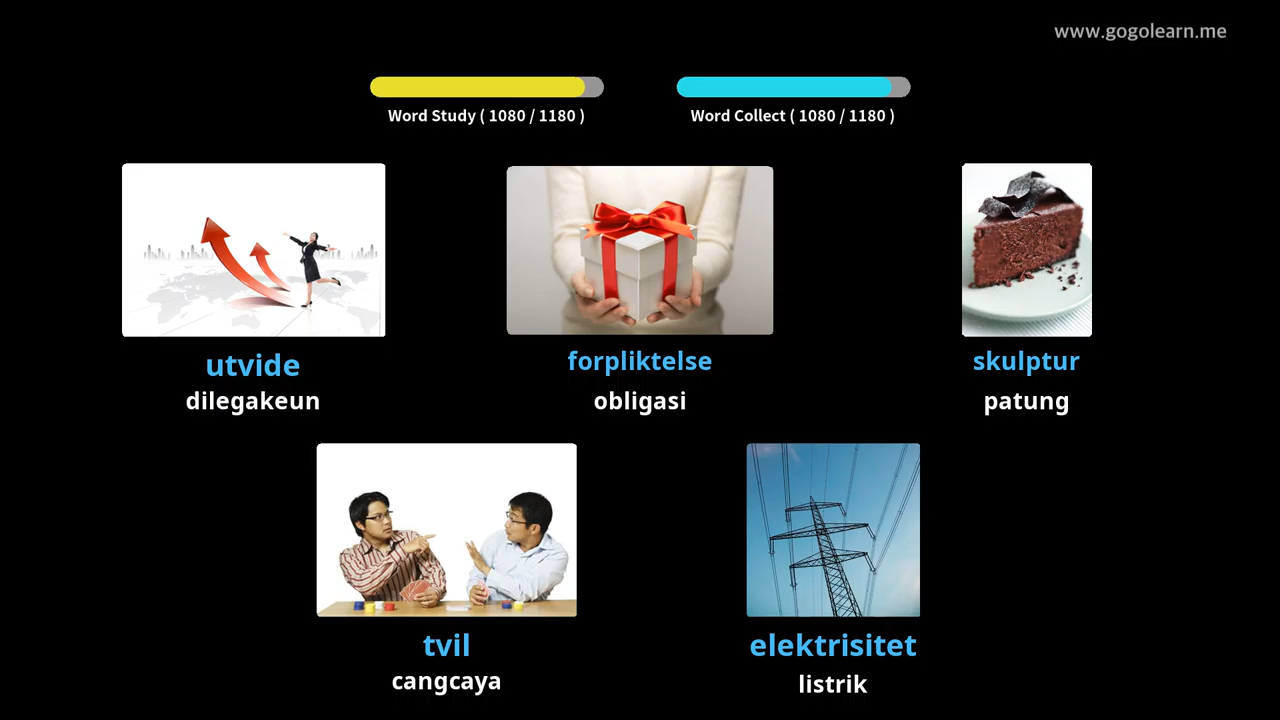 www.gogolearn.me
Word Study ( 1080 / 1180 )
Word Collect ( 1080 / 1180 )
utvide
dilegakeun
forpliktelse
obligasi
skulptur
patung
tvil
cangcaya
elektrisitet
listrik